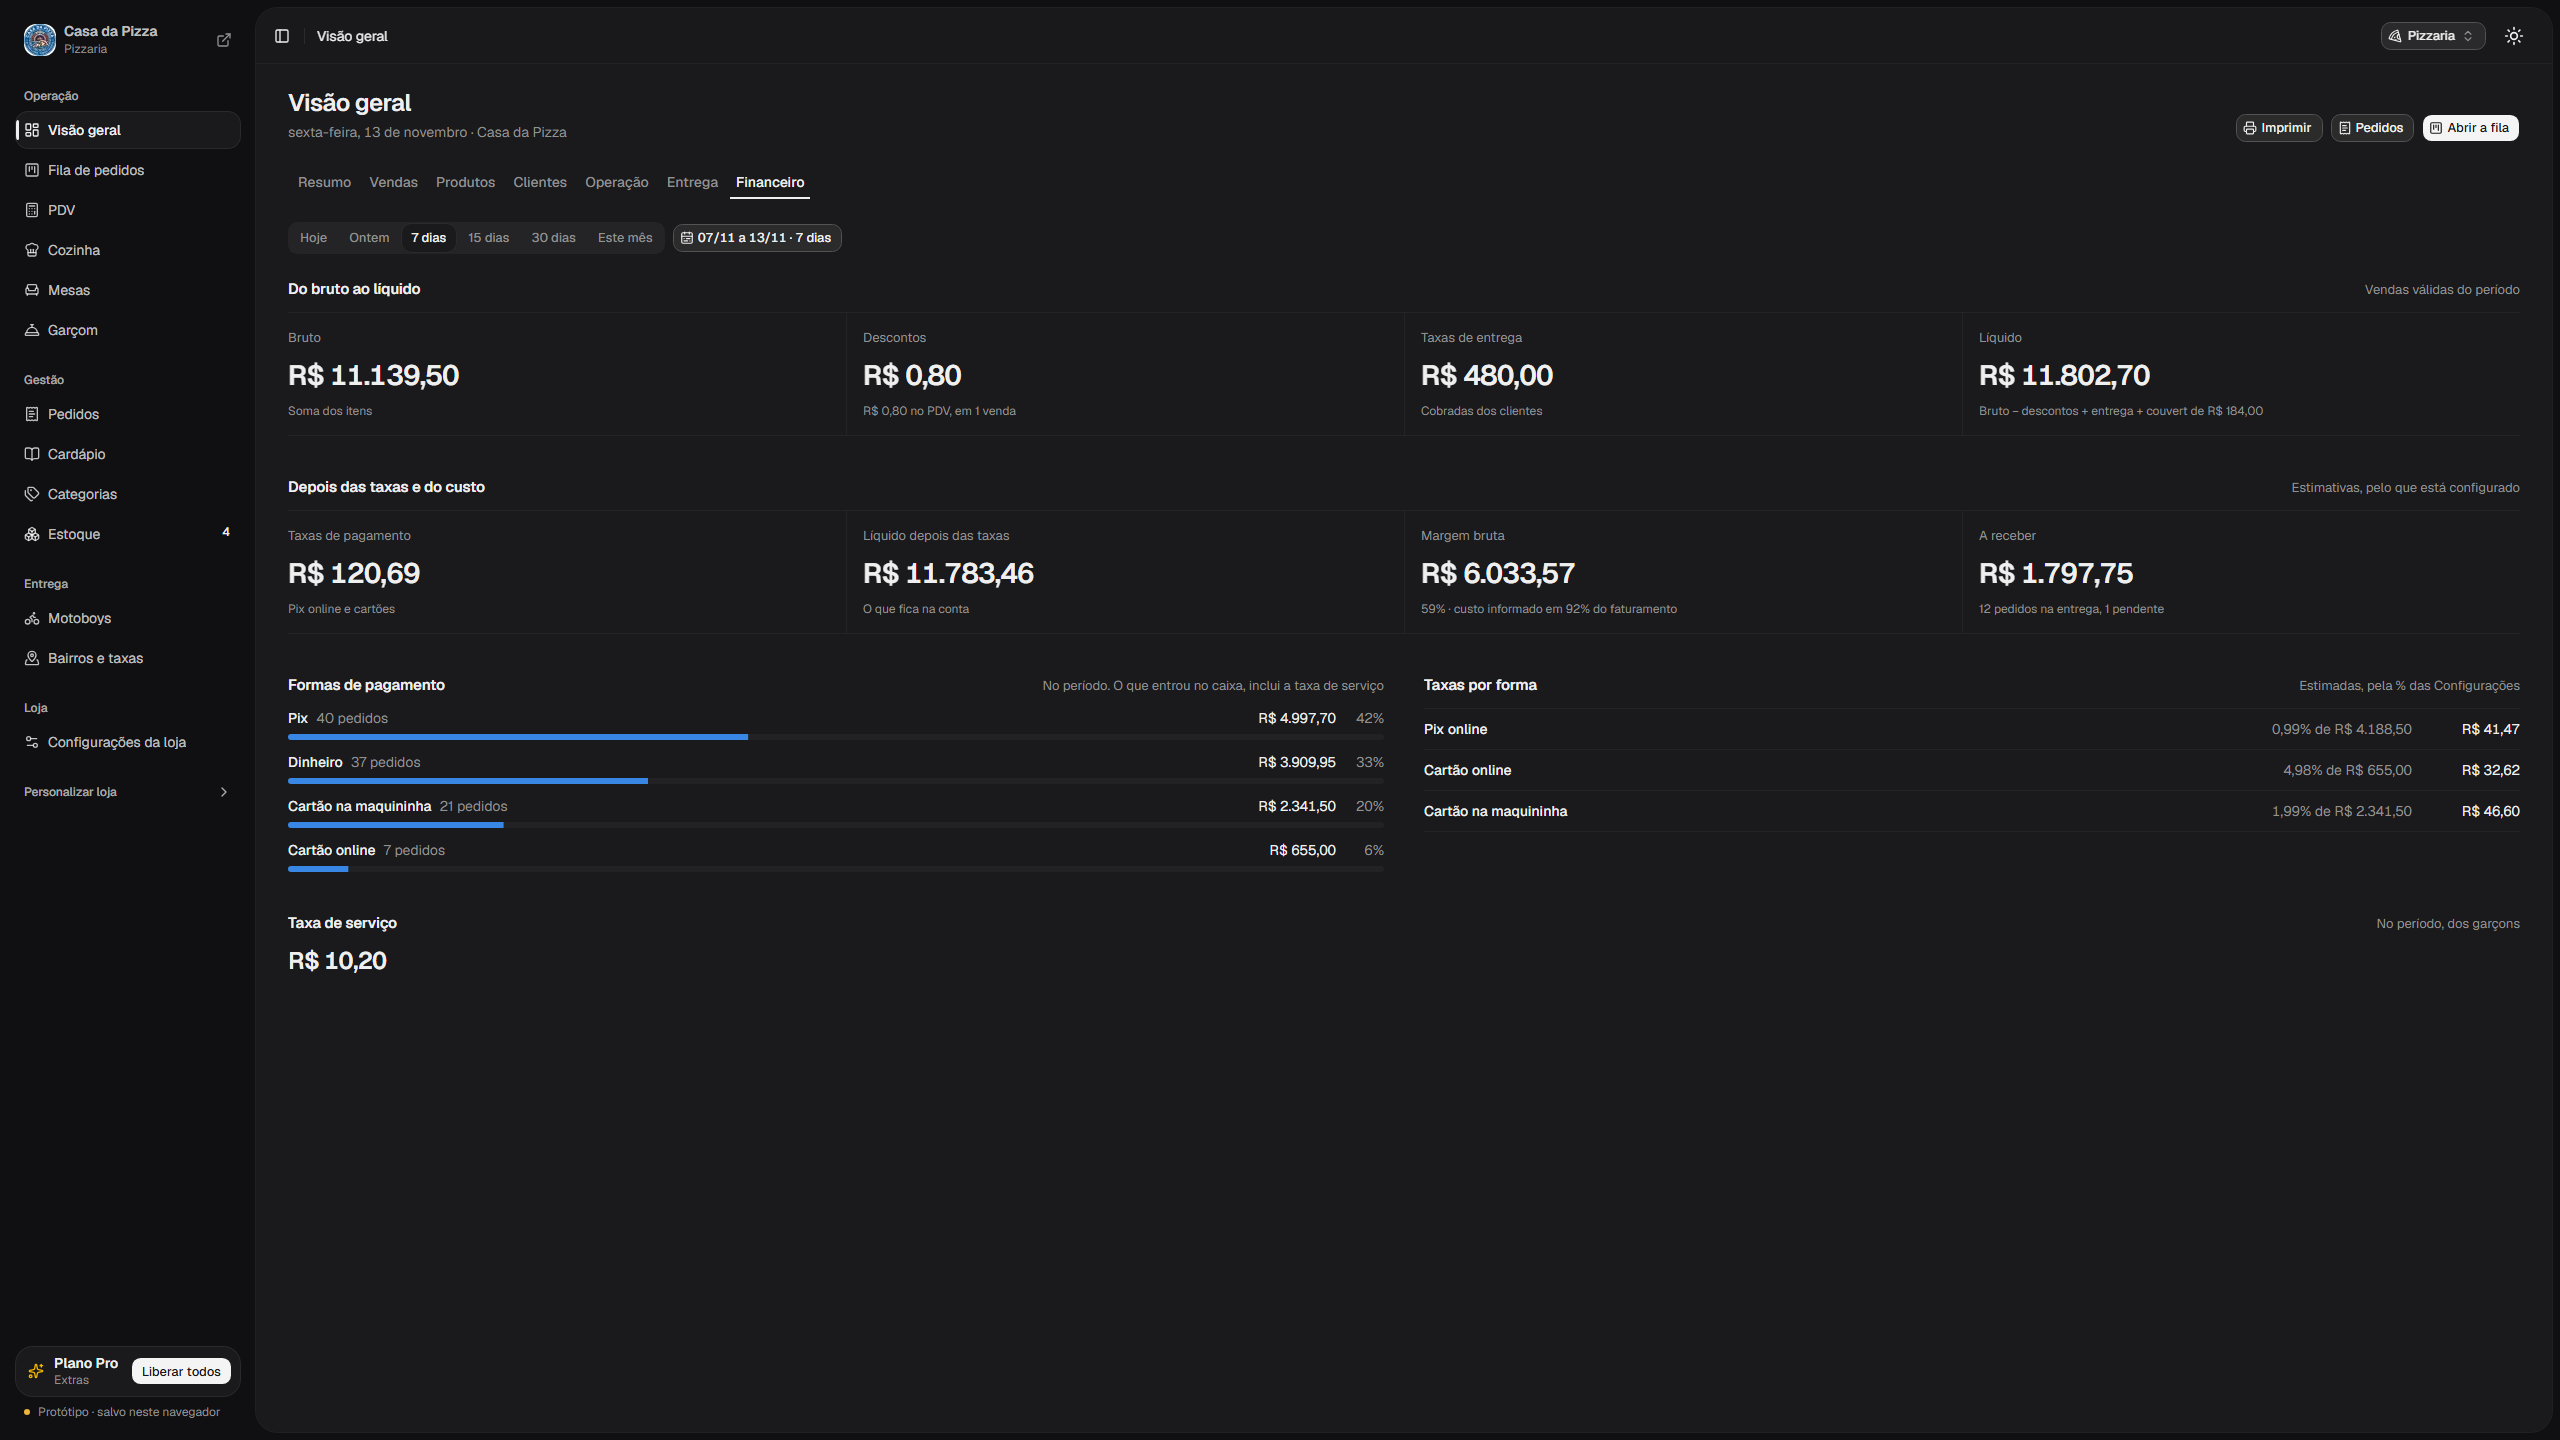 Casa da Pizza
Pizzaria
Operação
Visão geral
Fila de pedidos
PDV
Cozinha
Mesas
Garçom
Gestão
Pedidos
Cardápio
Categorias
Estoque 4
Entrega
Motoboys
Bairros e taxas
Loja
Configurações da loja
Personalizar loja
Plano Pro
Extras
Liberar todos
Protótipo · salvo neste navegador
Visão geral
Pizzaria
Visão geral
sexta-feira, 13 de novembro · Casa da Pizza
Imprimir Pedidos Abrir a fila
Resumo Vendas Produtos Clientes Operação Entrega Financeiro
Hoje Ontem 7 dias 15 dias 30 dias Este mês 07/11 a 13/11 · 7 dias
Do bruto ao líquido Vendas válidas do período
Bruto Descontos Taxas de entrega Líquido
R$ 11.139,50 R$ 0,80 R$ 480,00 R$ 11.802,70
Soma dos itens R$ 0,80 no PDV, em 1 venda Cobradas dos clientes Bruto − descontos + entrega + couvert de R$ 184,00
Depois das taxas e do custo Estimativas, pelo que está configurado
Taxas de pagamento Líquido depois das taxas Margem bruta A receber
R$ 120,69 R$ 11.783,46 R$ 6.033,57 R$ 1.797,75
Pix online e cartões O que fica na conta 59% · custo informado em 92% do faturamento 12 pedidos na entrega, 1 pendente
Formas de pagamento No período. O que entrou no caixa, inclui a taxa de serviço
Pix 40 pedidos R$ 4.997,70 42%
Dinheiro 37 pedidos R$ 3.909,95 33%
Cartão na maquininha 21 pedidos R$ 2.341,50 20%
Cartão online 7 pedidos R$ 655,00 6%
Taxas por forma Estimadas, pela % das Configurações
Pix online 0,99% de R$ 4.188,50 R$ 41,47
Cartão online 4,98% de R$ 655,00 R$ 32,62
Cartão na maquininha 1,99% de R$ 2.341,50 R$ 46,60
Taxa de serviço No período, dos garçons
R$ 10,20